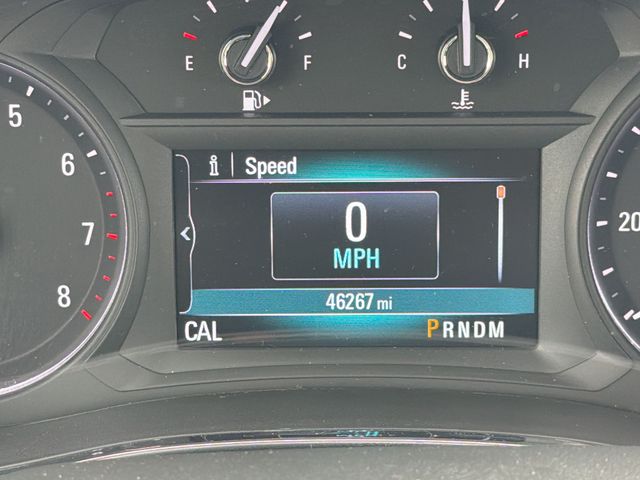 E F
C H
5
6
7
8
i Speed
0
MPH
46267 mi
CAL
PRNDM
20